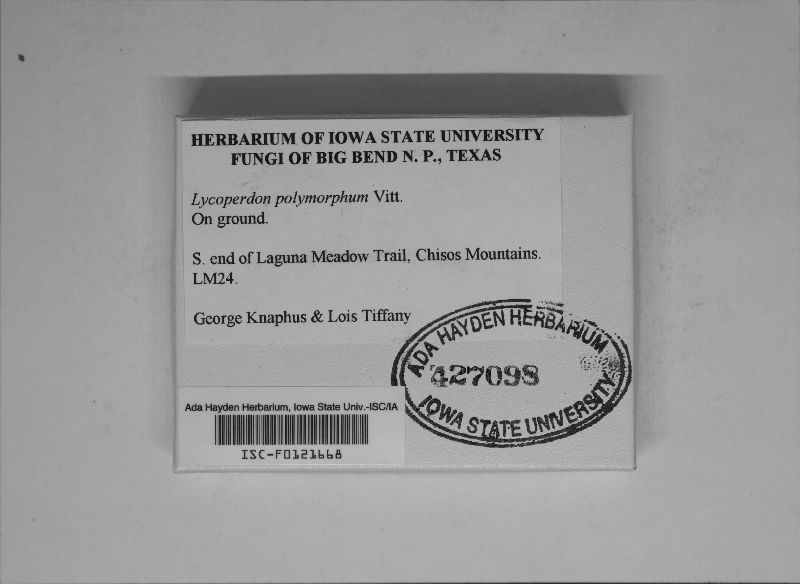 HERBARIUM OF IOWA STATE UNIVERSITY
FUNGI OF BIG BEND N. P., TEXAS
Lycoperdon polymorphum Vitt.
On ground.
S. end of Laguna Meadow Trail, Chisos Mountains.
LM24.
George Knaphus & Lois Tiffany
ADA HAYDEN HERBARIUM
427098
IOWA STATE UNIVERSITY
Ada Hayden Herbarium, Iowa State Univ.-ISC/IA
ISC-F0121668